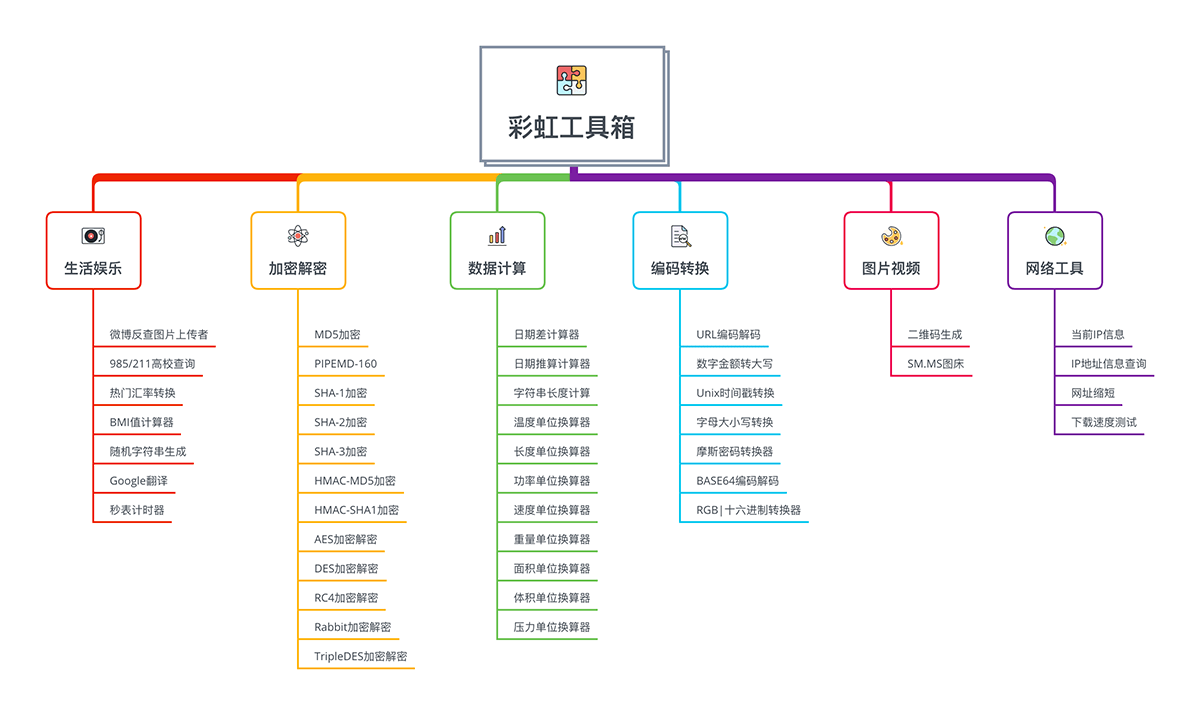 彩虹工具箱
生活娱乐
微博反查图片上传者
985/211高校查询
热门汇率转换
BMI值计算器
随机字符串生成
Google翻译
秒表计时器
加密解密
MD5加密
PIPEMD-160
SHA-1加密
SHA-2加密
SHA-3加密
HMAC-MD5加密
HMAC-SHA1加密
AES加密解密
DES加密解密
RC4加密解密
Rabbit加密解密
TripleDES加密解密
数据计算
日期差计算器
日期推算计算器
字符串长度计算
温度单位换算器
长度单位换算器
功率单位换算器
速度单位换算器
重量单位换算器
面积单位换算器
体积单位换算器
压力单位换算器
编码转换
URL编码解码
数字金额转大写
Unix时间戳转换
字母大小写转换
摩斯密码转换器
BASE64编码解码
RGB|十六进制转换器
图片视频
二维码生成
SM.MS图床
网络工具
当前IP信息
IP地址信息查询
网址缩短
下载速度测试